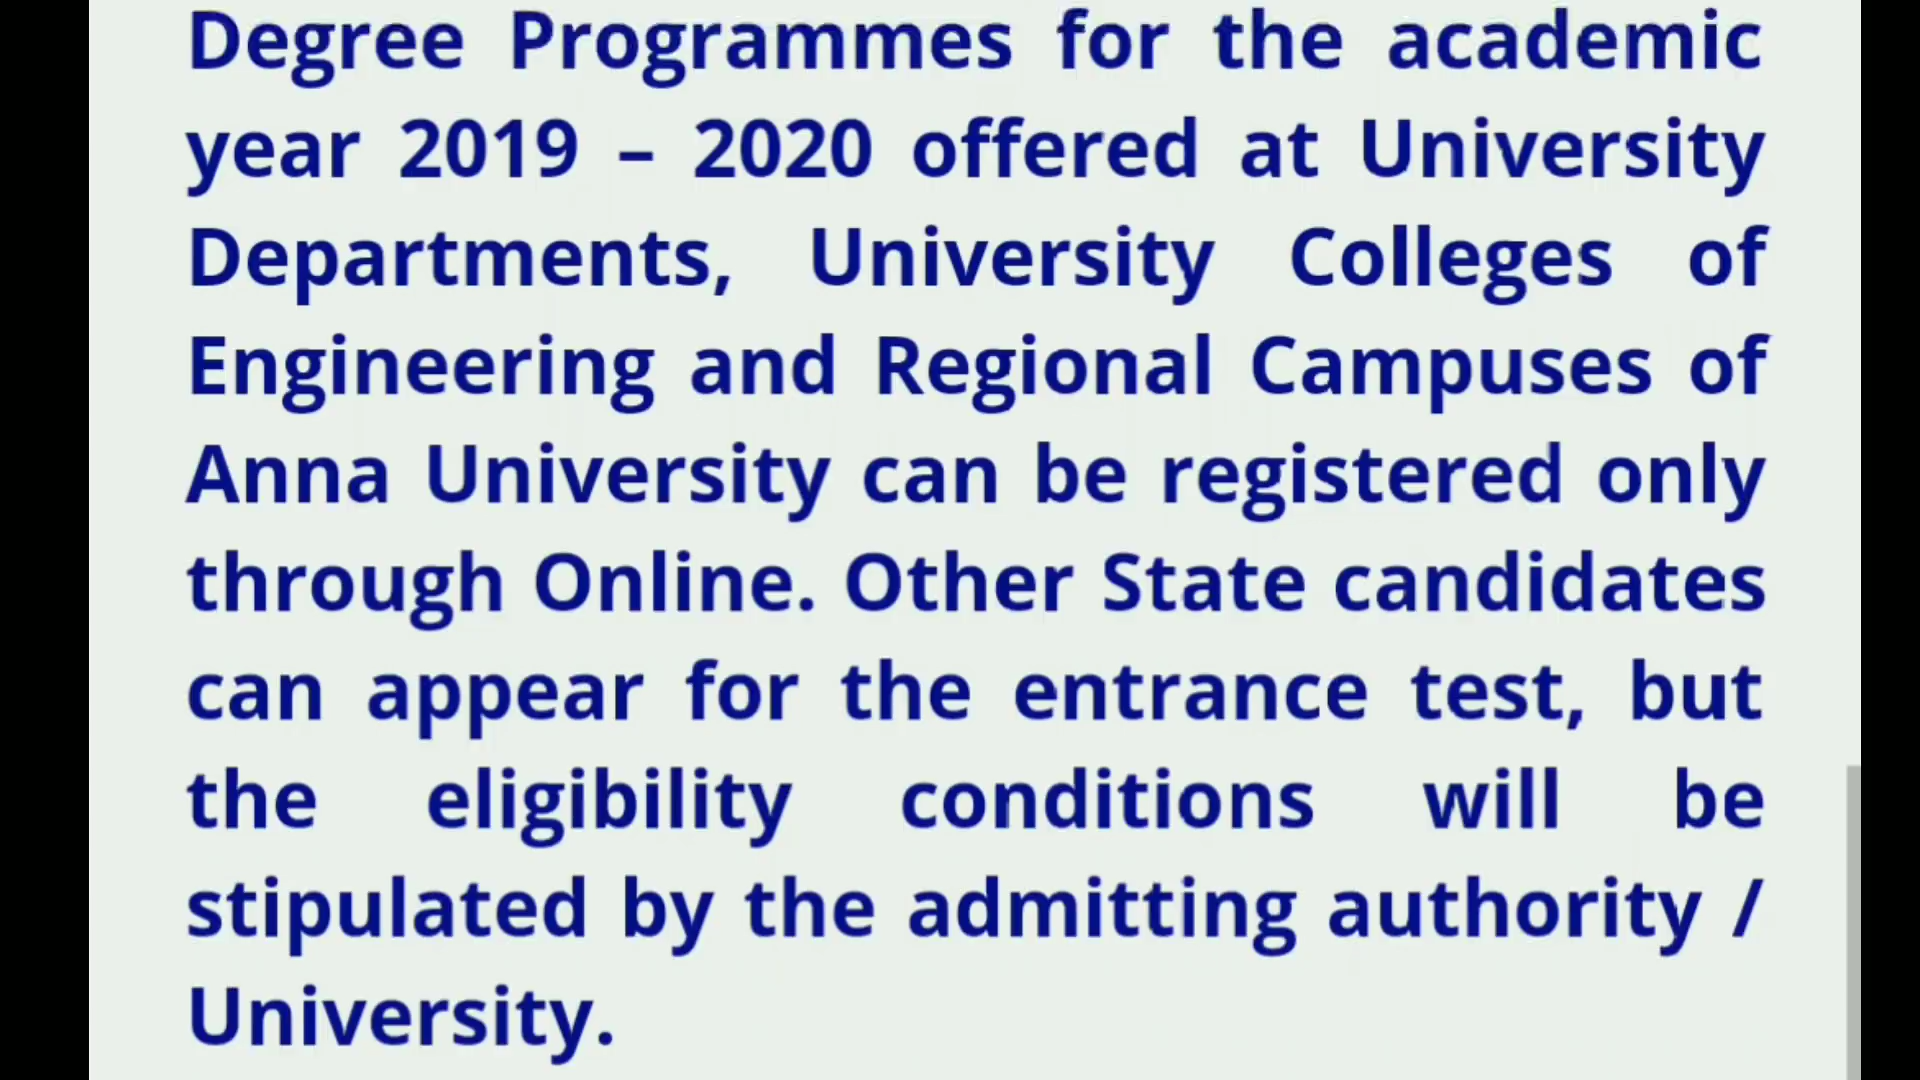 Degree Programmes for the academic
year 2019 – 2020 offered at University
Departments, University Colleges of
Engineering and Regional Campuses of
Anna University can be registered only
through Online. Other State candidates
can appear for the entrance test, but
the eligibility conditions will be
stipulated by the admitting authority /
University.